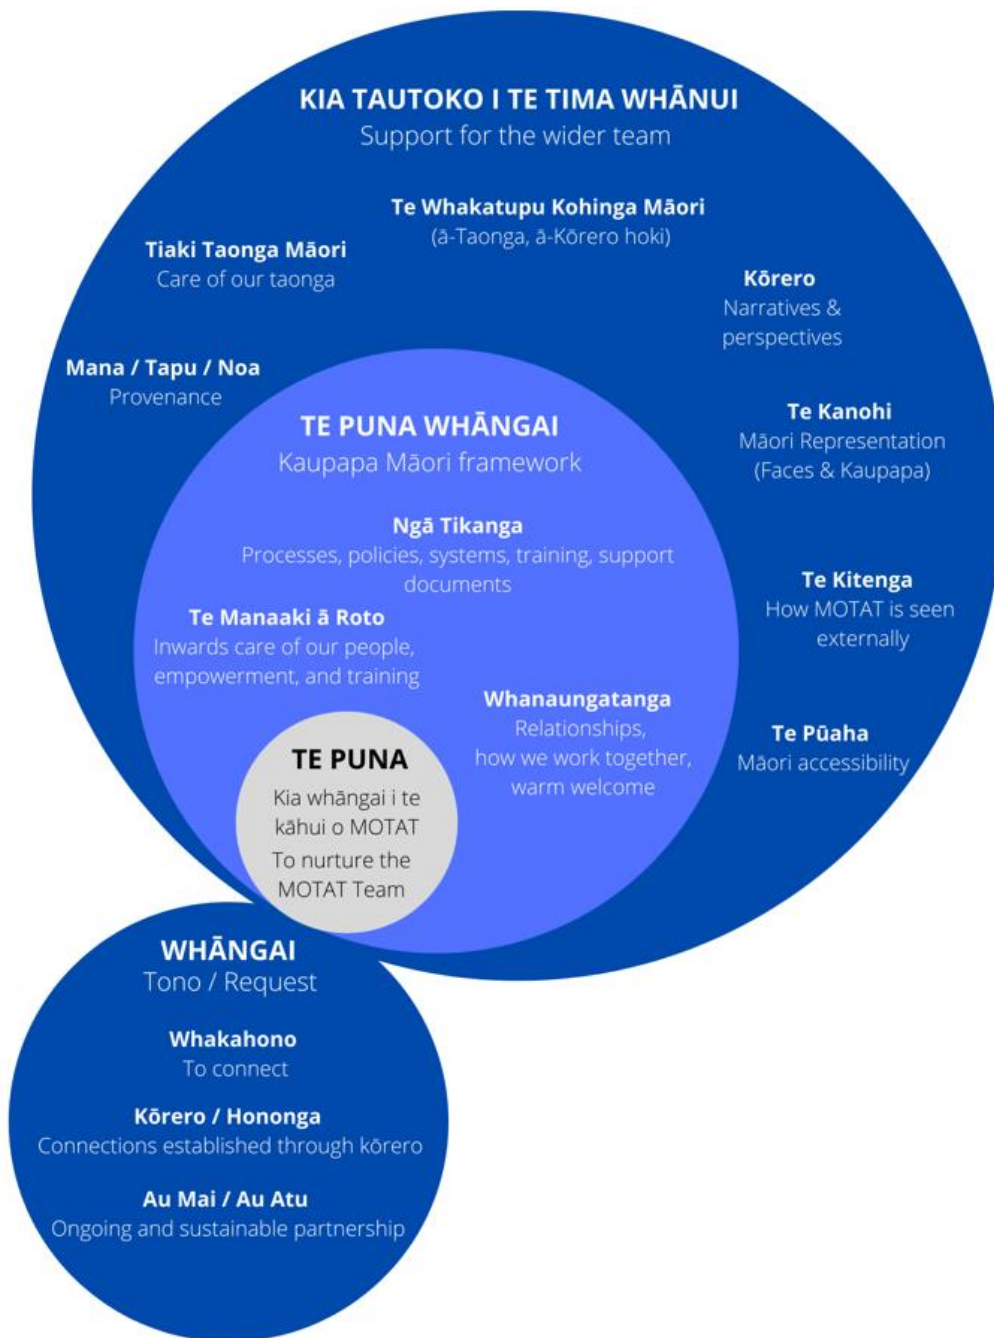 KIA TAUTOKO I TE TIMA WHĀNUI
Support for the wider team
Te Whakatupu Kohinga Māori
(ā-Taonga, ā-Kōrero hoki)
Tiaki Taonga Māori
Care of our taonga
Kōrero
Narratives &
perspectives
Mana / Tapu / Noa
Provenance
Te Kanohi
Māori Representation
(Faces & Kaupapa)
Te Kitenga
How MOTAT is seen
externally
Te Pūaha
Māori accessibility
TE PUNA WHĀNGAI
Kaupapa Māori framework
Ngā Tikanga
Processes, policies, systems, training, support
documents
Te Manaaki ā Roto
Inwards care of our people,
empowerment, and training
Whanaungatanga
Relationships,
how we work together,
warm welcome
TE PUNA
Kia whāngai i te
kāhui o MOTAT
To nurture the
MOTAT Team
WHĀNGAI
Tono / Request
Whakahono
To connect
Kōrero / Hononga
Connections established through kōrero
Au Mai / Au Atu
Ongoing and sustainable partnership